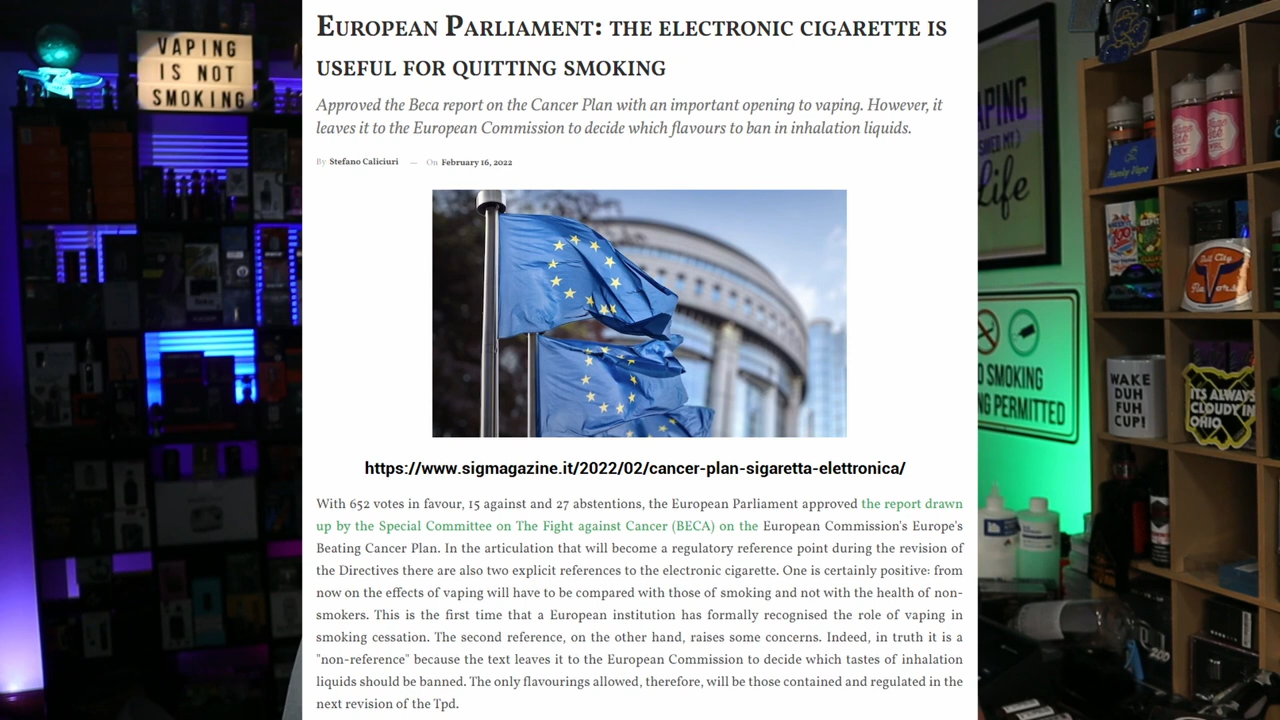 VAPING
IS NOT
SMOKING
EUROPEAN PARLIAMENT: THE ELECTRONIC CIGARETTE IS
USEFUL FOR QUITTING SMOKING
Approved the Beca report on the Cancer Plan with an important opening to vaping. However, it
leaves it to the European Commission to decide which flavours to ban in inhalation liquids.
By Stefano Caliciuri — On February 16, 2022
https://www.sigmagazine.it/2022/02/cancer-plan-sigaretta-elettronica/
With 652 votes in favour, 15 against and 27 abstentions, the European Parliament approved the report drawn
up by the Special Committee on The Fight against Cancer (BECA) on the European Commission's Europe's
Beating Cancer Plan. In the articulation that will become a regulatory reference point during the revision of
the Directives there are also two explicit references to the electronic cigarette. One is certainly positive: from
now on the effects of vaping will have to be compared with those of smoking and not with the health of non-
smokers. This is the first time that a European institution has formally recognised the role of vaping in
smoking cessation. The second reference, on the other hand, raises some concerns. Indeed, in truth it is a
"non-reference" because the text leaves it to the European Commission to decide which tastes of inhalation
liquids should be banned. The only flavourings allowed, therefore, will be those contained and regulated in the
next revision of the Tpd.
APING
Life
O SMOKING
NG PERMITTED
WAKE
DUH
FUH
CUP!
ITS ALWAYS
CLOUDY IN
OHIO